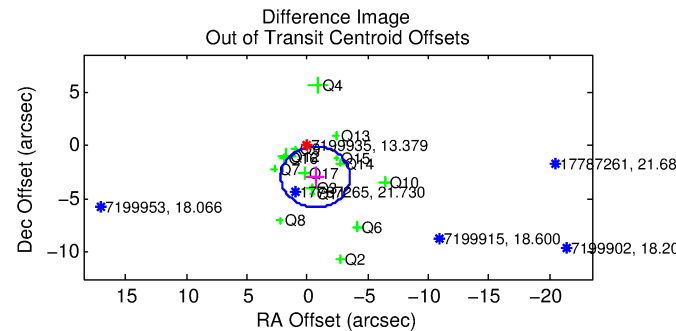 Difference Image
Out of Transit Centroid Offsets
Dec Offset (arcsec)
5
0
−5
−10
Q4
Q13
7199935, 13.379
Q12
Q15
Q14
Q7
Q17
Q10
17787261, 21.68
17787265, 21.730
7199953, 18.066
Q8
Q6
7199915, 18.600
7199902, 18.20
Q2
15
10
5
0
−5
−10
−15
−20
RA Offset (arcsec)